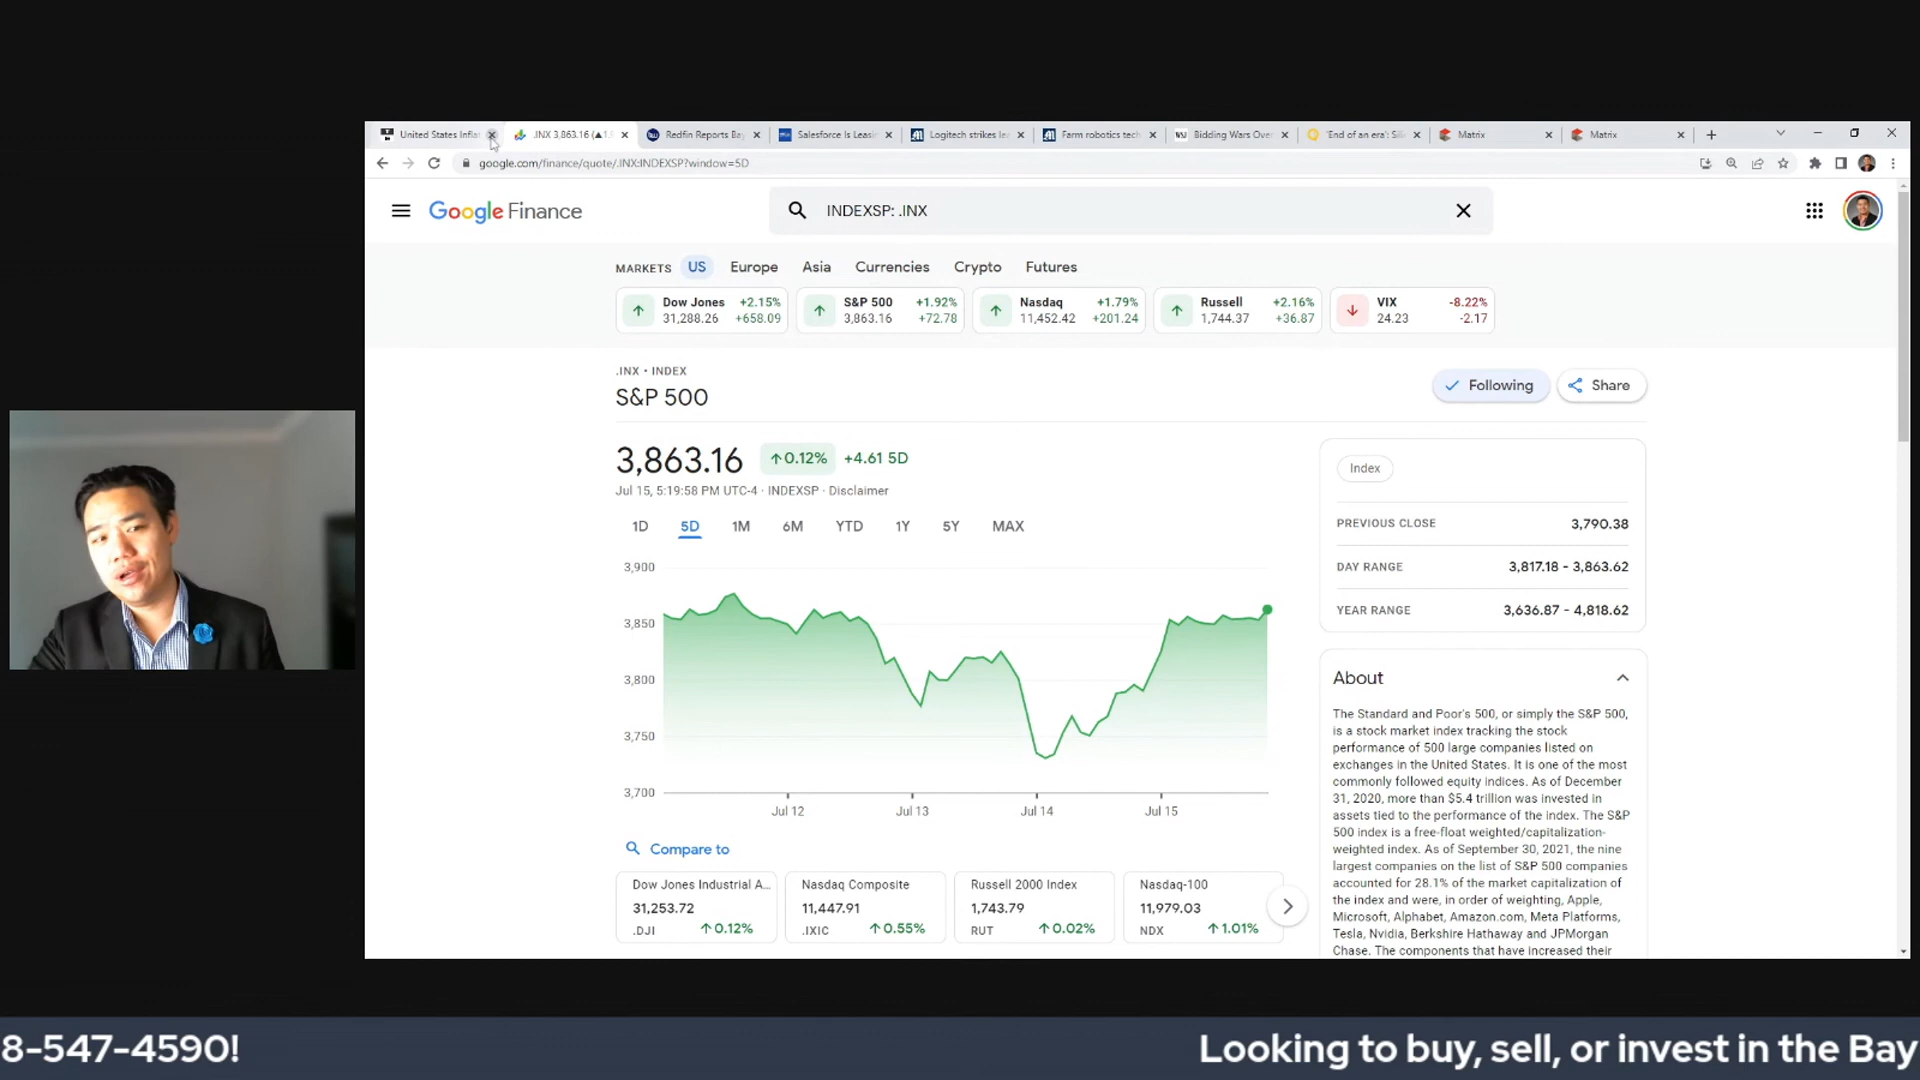 United States Infla
.INX 3,863.16 (▲1.9
Redfin Reports Bay
Salesforce Is Leasin
Logitech strikes le
Farm robotics tech
Bidding Wars Over
'End of an era': Sili
Matrix
Matrix
google.com/finance/quote/.INX:INDEXSP?window=5D
Google Finance
INDEXSP: .INX
MARKETS US Europe Asia Currencies Crypto Futures
Dow Jones +2.15%
31,288.26 +658.09
S&P 500 +1.92%
3,863.16 +72.78
Nasdaq +1.79%
11,452.42 +201.24
Russell +2.16%
1,744.37 +36.87
VIX -8.22%
24.23 -2.17
.INX • INDEX
S&P 500
Following
Share
3,863.16 ↑0.12% +4.61 5D
Jul 15, 5:19:58 PM UTC-4 · INDEXSP · Disclaimer
1D 5D 1M 6M YTD 1Y 5Y MAX
3,900
3,850
3,800
3,750
3,700
Jul 12 Jul 13 Jul 14 Jul 15
Compare to
Dow Jones Industrial A...
31,253.72
.DJI ↑0.12%
Nasdaq Composite
11,447.91
.IXIC ↑0.55%
Russell 2000 Index
1,743.79
RUT ↑0.02%
Nasdaq-100
11,979.03
NDX ↑1.01%
Index
PREVIOUS CLOSE 3,790.38
DAY RANGE 3,817.18 - 3,863.62
YEAR RANGE 3,636.87 - 4,818.62
About
The Standard and Poor's 500, or simply the S&P 500,
is a stock market index tracking the stock
performance of 500 large companies listed on
exchanges in the United States. It is one of the most
commonly followed equity indices. As of December
31, 2020, more than $5.4 trillion was invested in
assets tied to the performance of the index. The S&P
500 index is a free-float weighted/capitalization-
weighted index. As of September 30, 2021, the nine
largest companies on the list of S&P 500 companies
accounted for 28.1% of the market capitalization of
the index and were, in order of weighting, Apple,
Microsoft, Alphabet, Amazon.com, Meta Platforms,
Tesla, Nvidia, Berkshire Hathaway and JPMorgan
Chase. The components that have increased their
8-547-4590!
Looking to buy, sell, or invest in the Bay